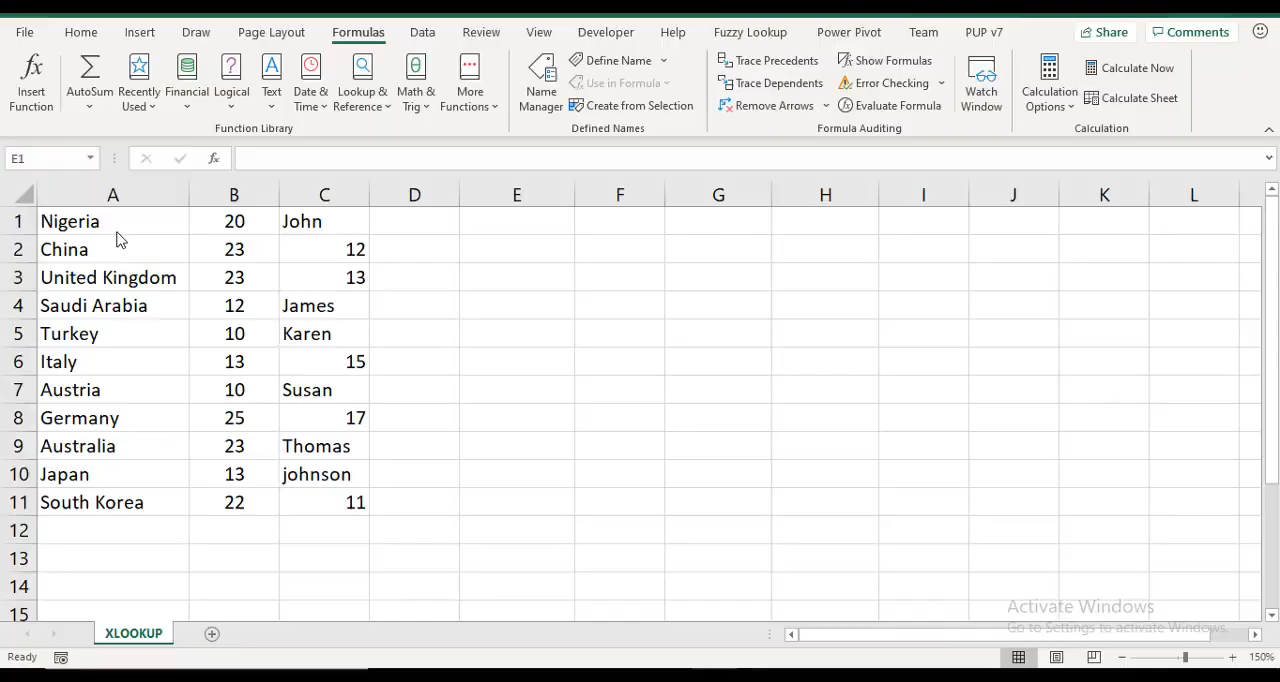 File Home Insert Draw Page Layout Formulas Data Review View Developer Help Fuzzy Lookup Power Pivot Team PUP v7 Share Comments
fx Σ ? A θ
Insert Function
AutoSum
Recently Used
Financial
Logical
Text
Date & Time
Lookup & Reference
Math & Trig
More Functions
Function Library
Name Manager
Define Name
Use in Formula
Create from Selection
Defined Names
Trace Precedents
Trace Dependents
Remove Arrows
Show Formulas
Error Checking
Evaluate Formula
Formula Auditing
Watch Window
Calculation Options
Calculate Now
Calculate Sheet
Calculation
E1 fx
A B C D E F G H I J K L
1 Nigeria 20 John
2 China 23 12
3 United Kingdom 23 13
4 Saudi Arabia 12 James
5 Turkey 10 Karen
6 Italy 13 15
7 Austria 10 Susan
8 Germany 25 17
9 Australia 23 Thomas
10 Japan 13 johnson
11 South Korea 22 11
12
13
14
15
Activate Windows
Go to Settings to activate Windows.
XLOOKUP
Ready 150%